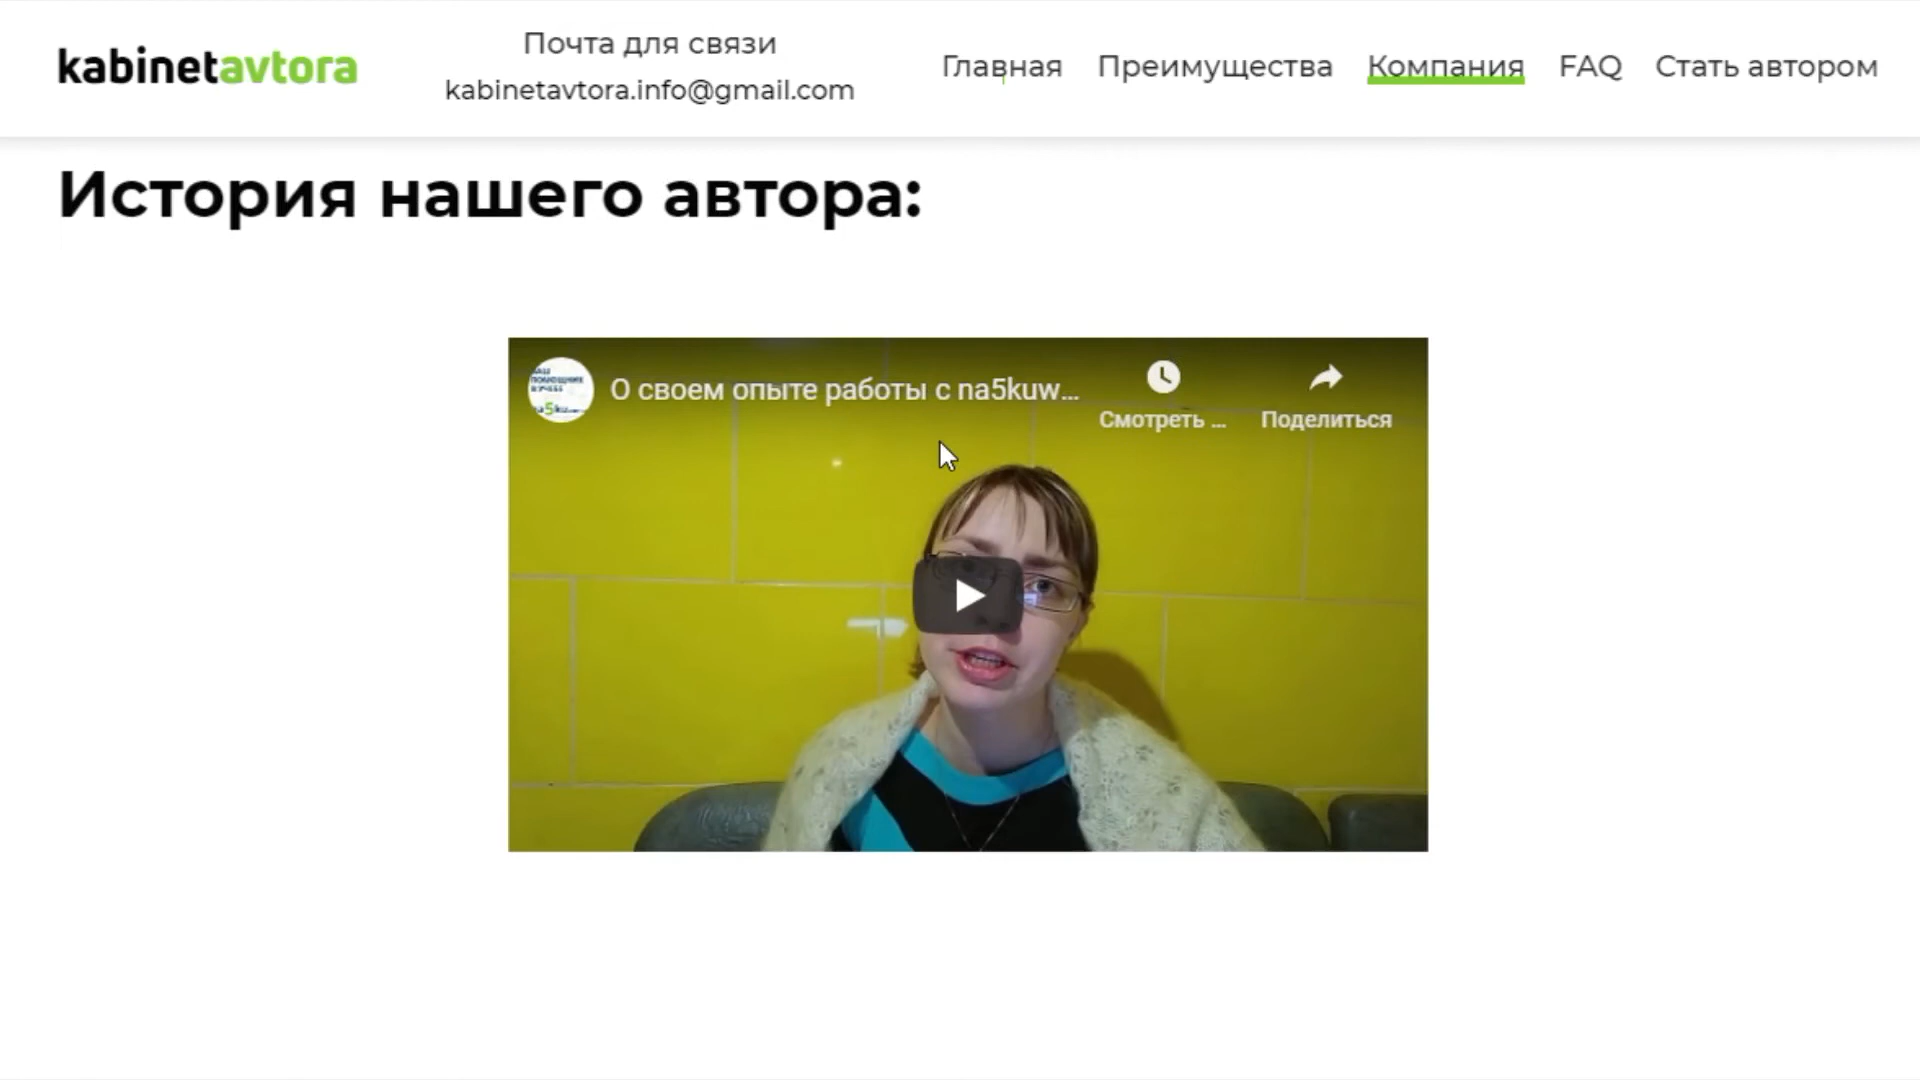 kabinetavtora
Почта для связи
kabinetavtora.info@gmail.com
Главная
Преимущества
Компания
FAQ
Стать автором
История нашего автора:
О своем опыте работы с na5kuw...
Смотреть ...
Поделиться